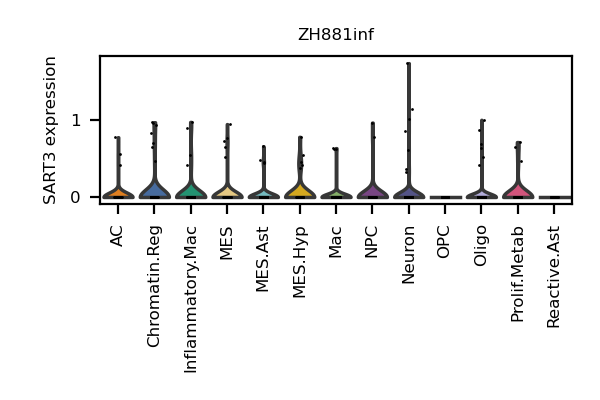 ZH881inf
SART3 expression
1
0
AC
Chromatin.Reg
Inflammatory.Mac
MES
MES.Ast
MES.Hyp
Mac
NPC
Neuron
OPC
Oligo
Prolif.Metab
Reactive.Ast